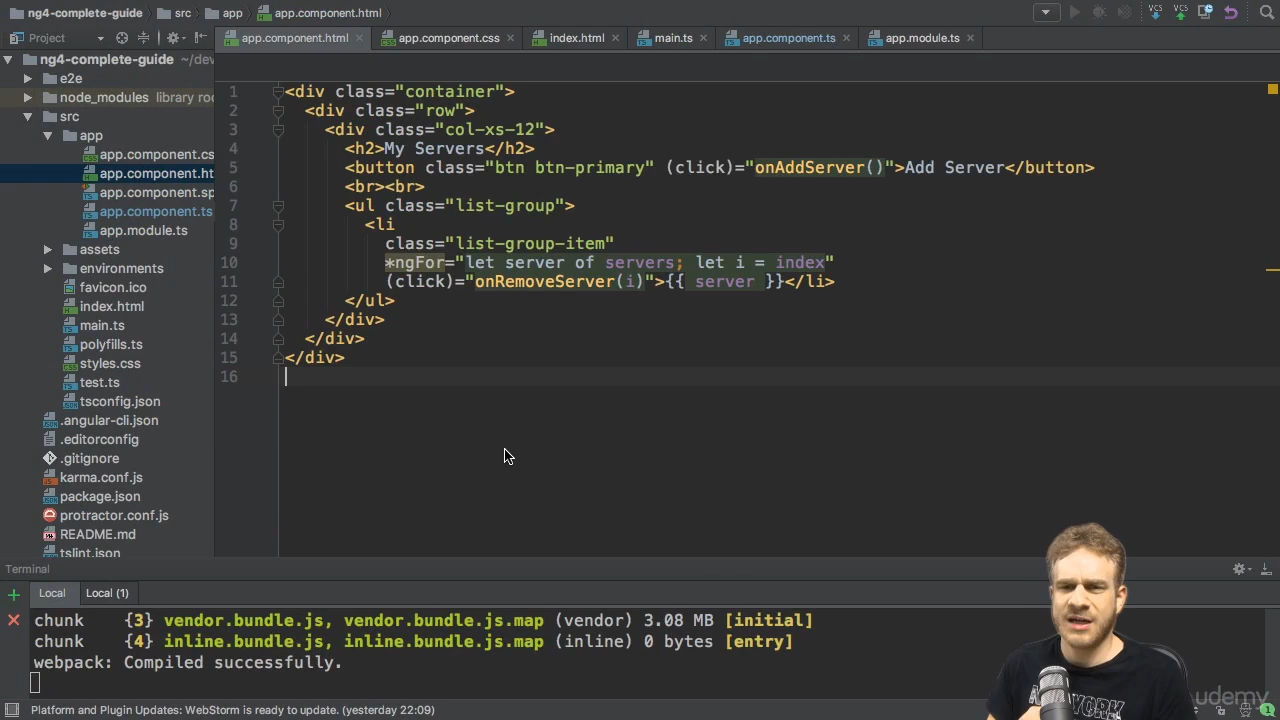 ng4-complete-guide src app app.component.html
Project
app.component.html app.component.css index.html main.ts app.component.ts app.module.ts
ng4-complete-guide ~/dev
e2e
node_modules library roo
src
app
app.component.cs
app.component.ht
app.component.sp
app.component.ts
app.module.ts
assets
environments
favicon.ico
index.html
main.ts
polyfills.ts
styles.css
test.ts
tsconfig.json
.angular-cli.json
.editorconfig
.gitignore
karma.conf.js
package.json
protractor.conf.js
README.md
tslint.json
1 <div class="container">
2 <div class="row">
3 <div class="col-xs-12">
4 <h2>My Servers</h2>
5 <button class="btn btn-primary" (click)="onAddServer()">Add Server</button>
6 <br><br>
7 <ul class="list-group">
8 <li
9 class="list-group-item"
10 *ngFor="let server of servers; let i = index"
11 (click)="onRemoveServer(i)">{{ server }}</li>
12 </ul>
13 </div>
14 </div>
15 </div>
16
Terminal
Local Local (1)
chunk {3} vendor.bundle.js, vendor.bundle.js.map (vendor) 3.08 MB [initial]
chunk {4} inline.bundle.js, inline.bundle.js.map (inline) 0 bytes [entry]
webpack: Compiled successfully.
Platform and Plugin Updates: WebStorm is ready to update. (yesterday 22:09)
VCS VCS
udemy
1